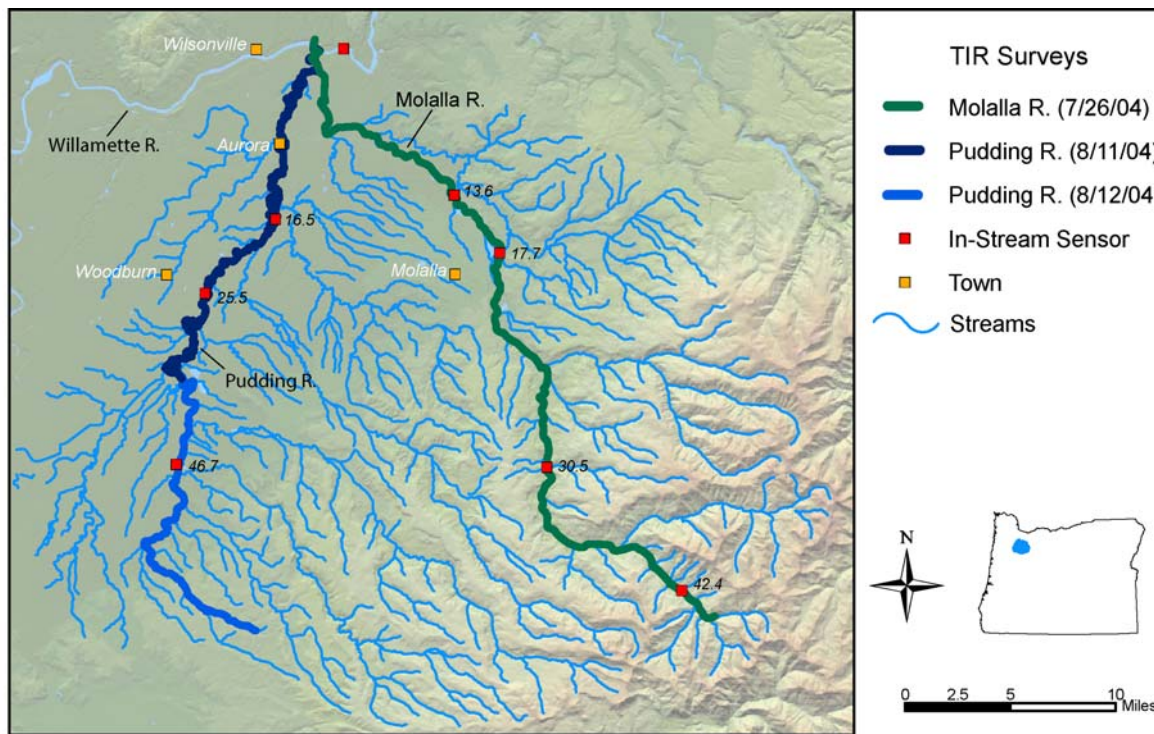 Wilsonville
Willamette R.
Molalla R.
Aurora
13.6
16.5
17.7
Woodburn
Molalla
25.5
Pudding R.
46.7
30.5
42.4
TIR Surveys
Molalla R. (7/26/04)
Pudding R. (8/11/04)
Pudding R. (8/12/04
In-Stream Sensor
Town
Streams
N
0 2.5 5 10
Miles